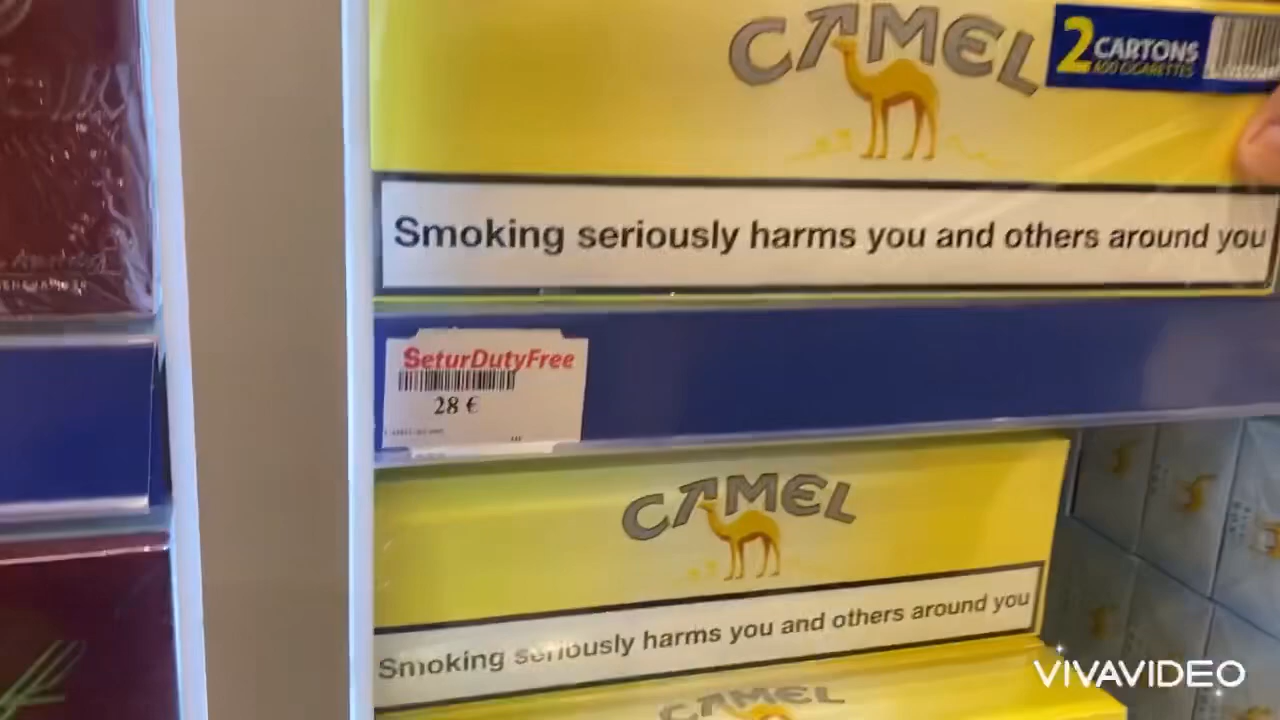 CAMEL
2 CARTONS
400 CIGARETTES
Smoking seriously harms you and others around you
SeturDutyFree
28 €
CAMEL
Smoking seriously harms you and others around you
CAMEL
VIVAVIDEO